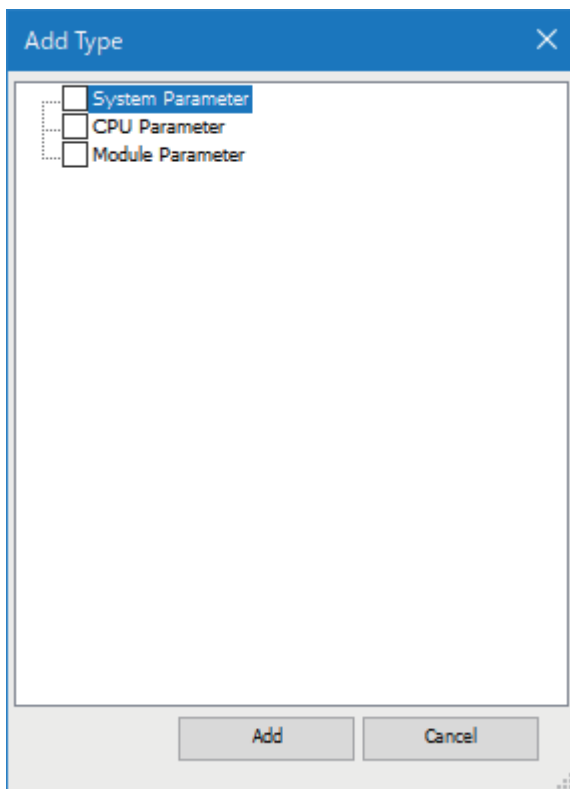 Add Type
System Parameter
CPU Parameter
Module Parameter
Add
Cancel